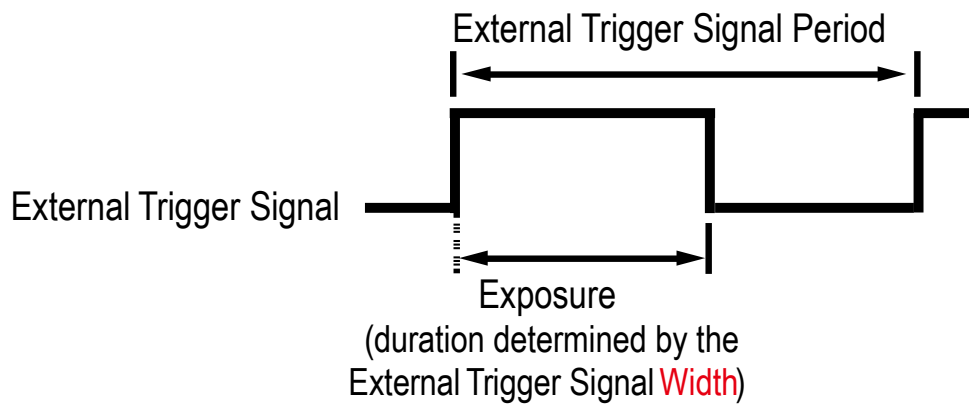 External Trigger Signal Period
External Trigger Signal
Exposure
(duration determined by the
External Trigger Signal Width)